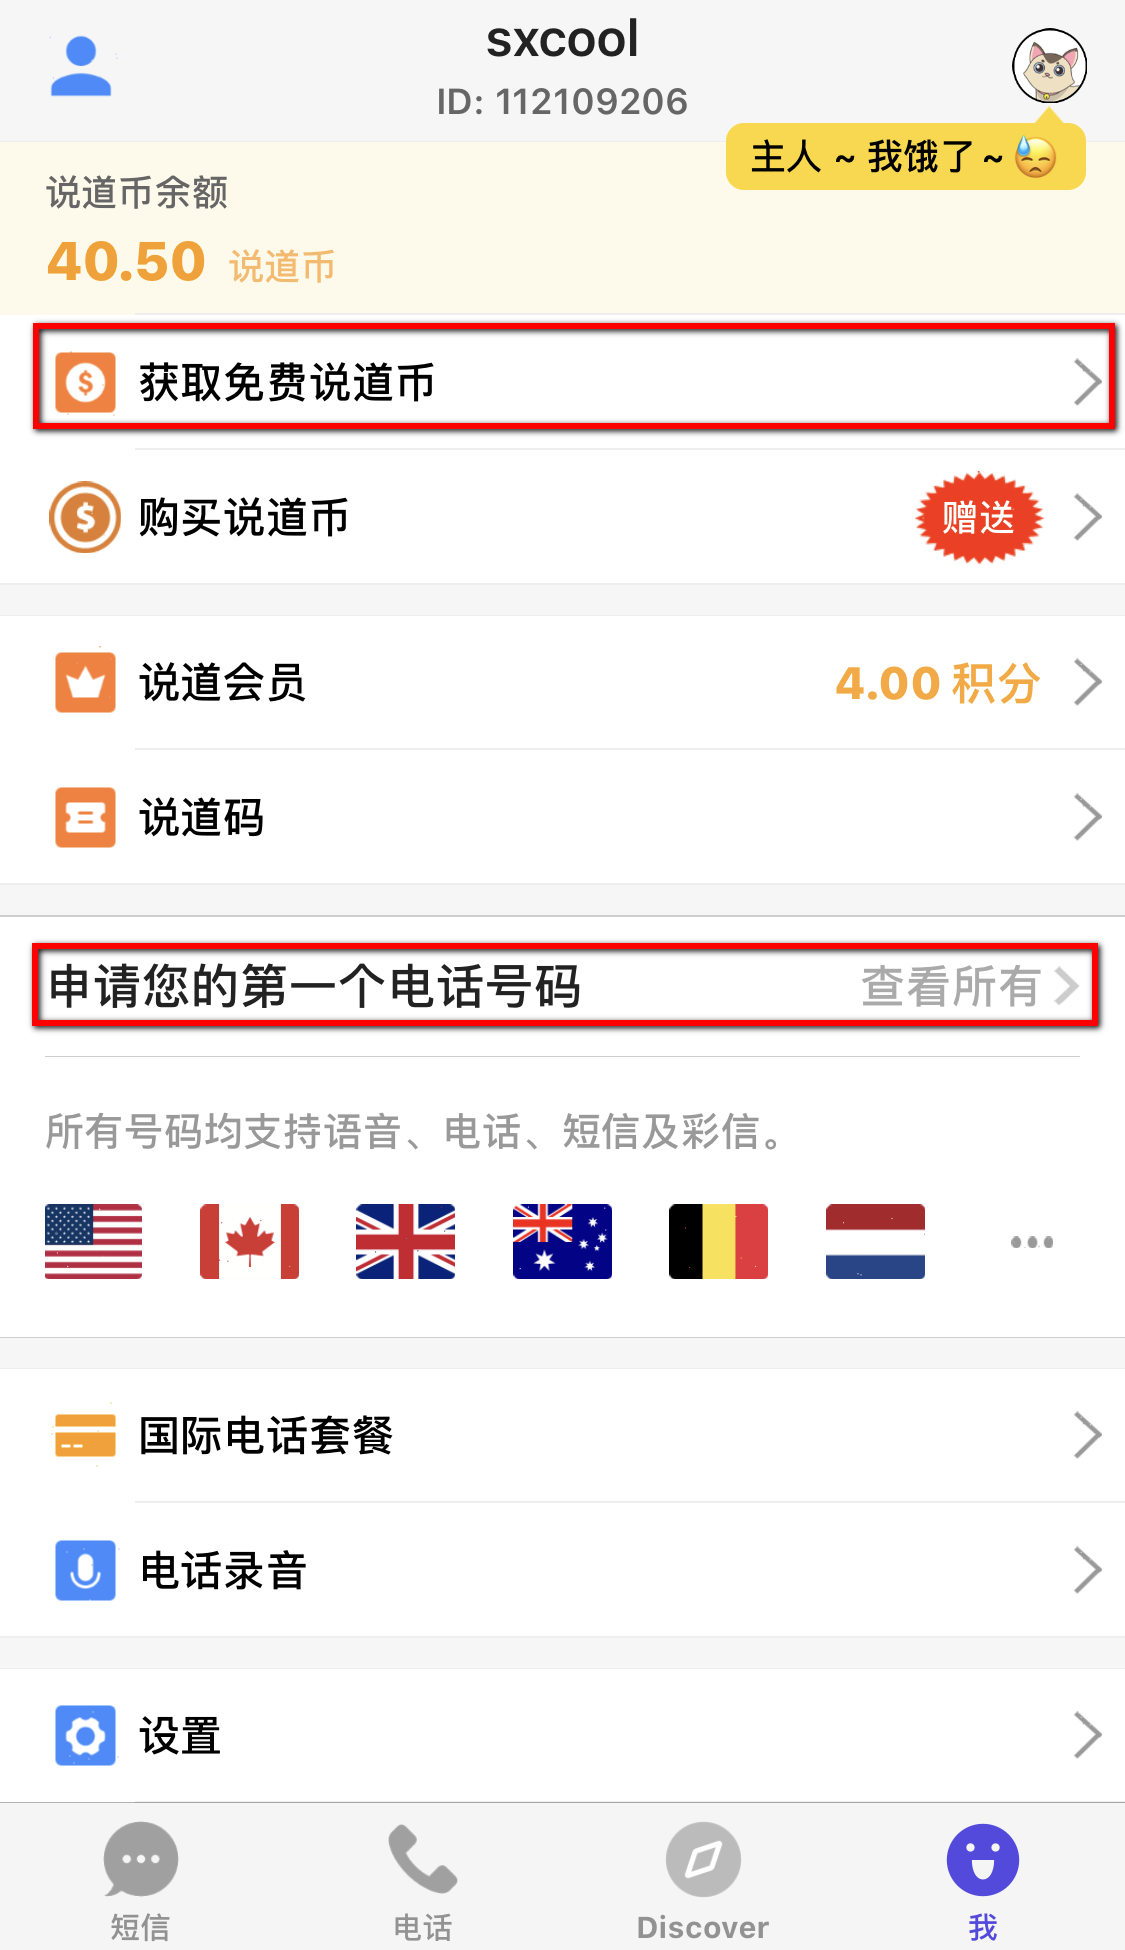 sxcool
ID: 112109206
主人 ~ 我饿了 ~
说道币余额
40.50 说道币
获取免费说道币
购买说道币 赠送
说道会员 4.00 积分
说道码
申请您的第一个电话号码 查看所有
所有号码均支持语音、电话、短信及彩信。
国际电话套餐
电话录音
设置
短信 电话 Discover 我